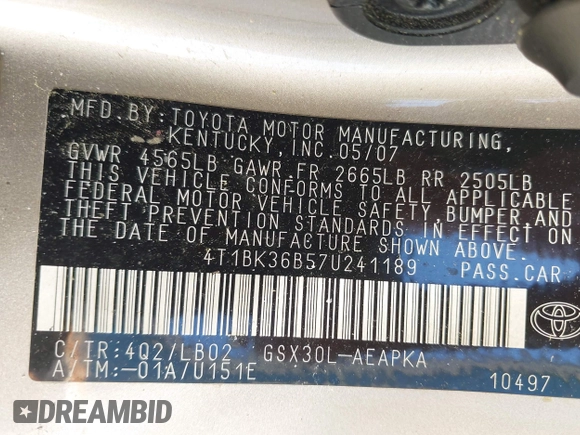 MFD.BY:TOYOTA MOTOR MANUFACTURING,
KENTUCKY, INC.05/07
GVWR 4565LB GAWR.FR 2665LB RR 2505LB
THIS VEHICLE CONFORMS TO ALL APPLICABLE
FEDERAL MOTOR VEHICLE SAFETY,BUMPER AND
THEFT PREVENTION STANDARDS IN EFFECT ON
THE DATE OF MANUFACTURE SHOWN ABOVE.
4T1BK36B57U241189 PASS.CAR
C/TR:4Q2/LB02 GSX30L-AEAPKA
A/TM:-01A/U151E 10497
DREAMBID